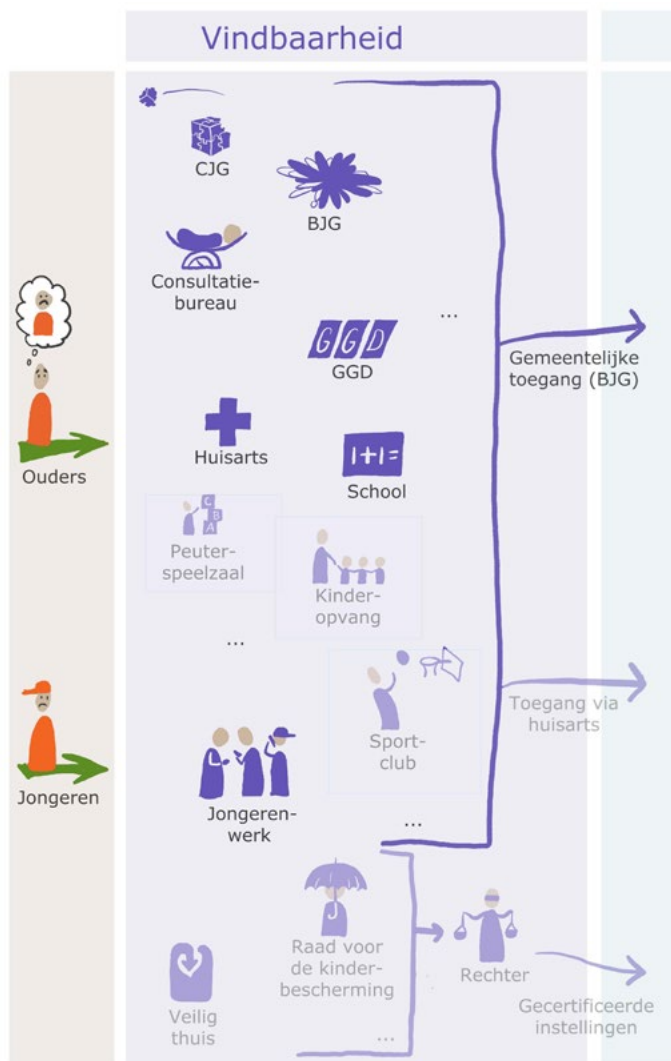 Vindbaarheid
CJG
BJG
Consultatie-
bureau
...
GGD
GGD
Gemeentelijke
toegang (BJG)
Ouders
Huisarts
1+1=
School
C
B
A
Peuter-
speelzaal
Kinder-
opvang
...
Toegang via
huisarts
Sport-
club
Jongeren
Jongeren-
werk
...
Raad voor
de kinder-
bescherming
Rechter
Veilig
thuis
...
Gecertificeerde
instellingen